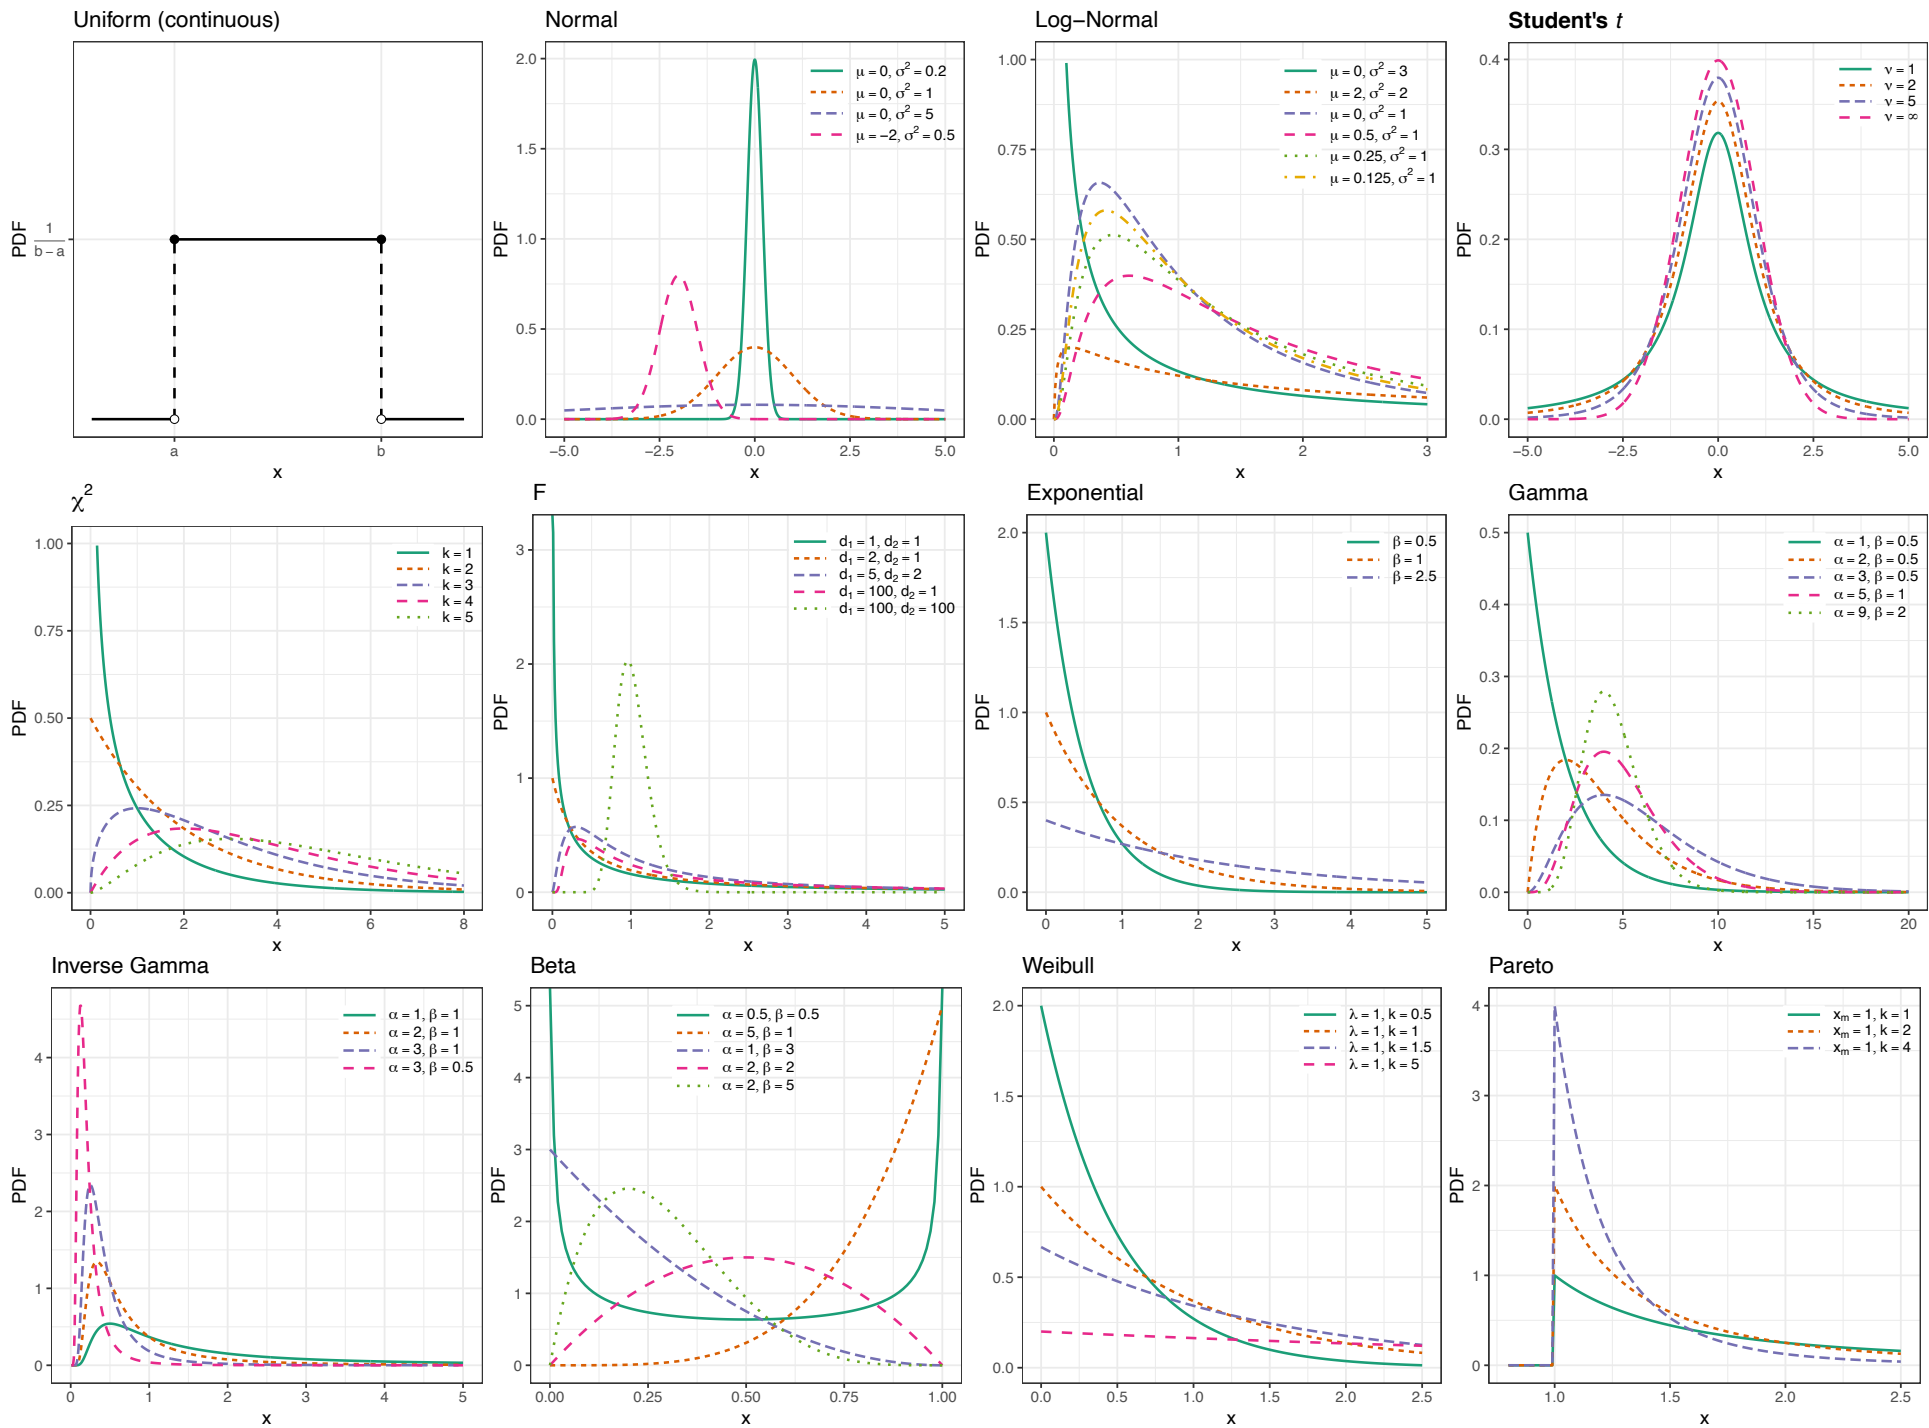 Uniform (continuous)
PDF
1
b − a
a
b
x
Normal
PDF
2.0
1.5
1.0
0.5
0.0
μ = 0, σ² = 0.2
μ = 0, σ² = 1
μ = 0, σ² = 5
μ = −2, σ² = 0.5
−5.0 −2.5 0.0 2.5 5.0
x
Log−Normal
PDF
1.00
0.75
0.50
0.25
0.00
μ = 0, σ² = 3
μ = 2, σ² = 2
μ = 0, σ² = 1
μ = 0.5, σ² = 1
μ = 0.25, σ² = 1
μ = 0.125, σ² = 1
0 1 2 3
x
Student's t
PDF
0.4
0.3
0.2
0.1
0.0
ν = 1
ν = 2
ν = 5
ν = ∞
−5.0 −2.5 0.0 2.5 5.0
x
χ²
PDF
1.00
0.75
0.50
0.25
0.00
k = 1
k = 2
k = 3
k = 4
k = 5
0 2 4 6 8
x
F
PDF
3
2
1
0
d₁ = 1, d₂ = 1
d₁ = 2, d₂ = 1
d₁ = 5, d₂ = 2
d₁ = 100, d₂ = 1
d₁ = 100, d₂ = 100
0 1 2 3 4 5
x
Exponential
PDF
2.0
1.5
1.0
0.5
0.0
β = 0.5
β = 1
β = 2.5
0 1 2 3 4 5
x
Gamma
PDF
0.5
0.4
0.3
0.2
0.1
0.0
α = 1, β = 0.5
α = 2, β = 0.5
α = 3, β = 0.5
α = 5, β = 1
α = 9, β = 2
0 5 10 15 20
x
Inverse Gamma
PDF
4
3
2
1
0
α = 1, β = 1
α = 2, β = 1
α = 3, β = 1
α = 3, β = 0.5
0 1 2 3 4 5
x
Beta
PDF
5
4
3
2
1
0
α = 0.5, β = 0.5
α = 5, β = 1
α = 1, β = 3
α = 2, β = 2
α = 2, β = 5
0.00 0.25 0.50 0.75 1.00
x
Weibull
PDF
2.0
1.5
1.0
0.5
0.0
λ = 1, k = 0.5
λ = 1, k = 1
λ = 1, k = 1.5
λ = 1, k = 5
0.0 0.5 1.0 1.5 2.0 2.5
x
Pareto
PDF
4
3
2
1
0
xₘ = 1, k = 1
xₘ = 1, k = 2
xₘ = 1, k = 4
1.0 1.5 2.0 2.5
x